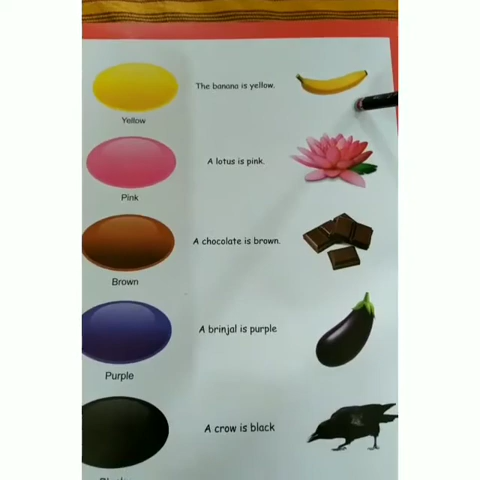 The banana is yellow.
Yellow
A lotus is pink.
Pink
A chocolate is brown.
Brown
A brinjal is purple
Purple
A crow is black